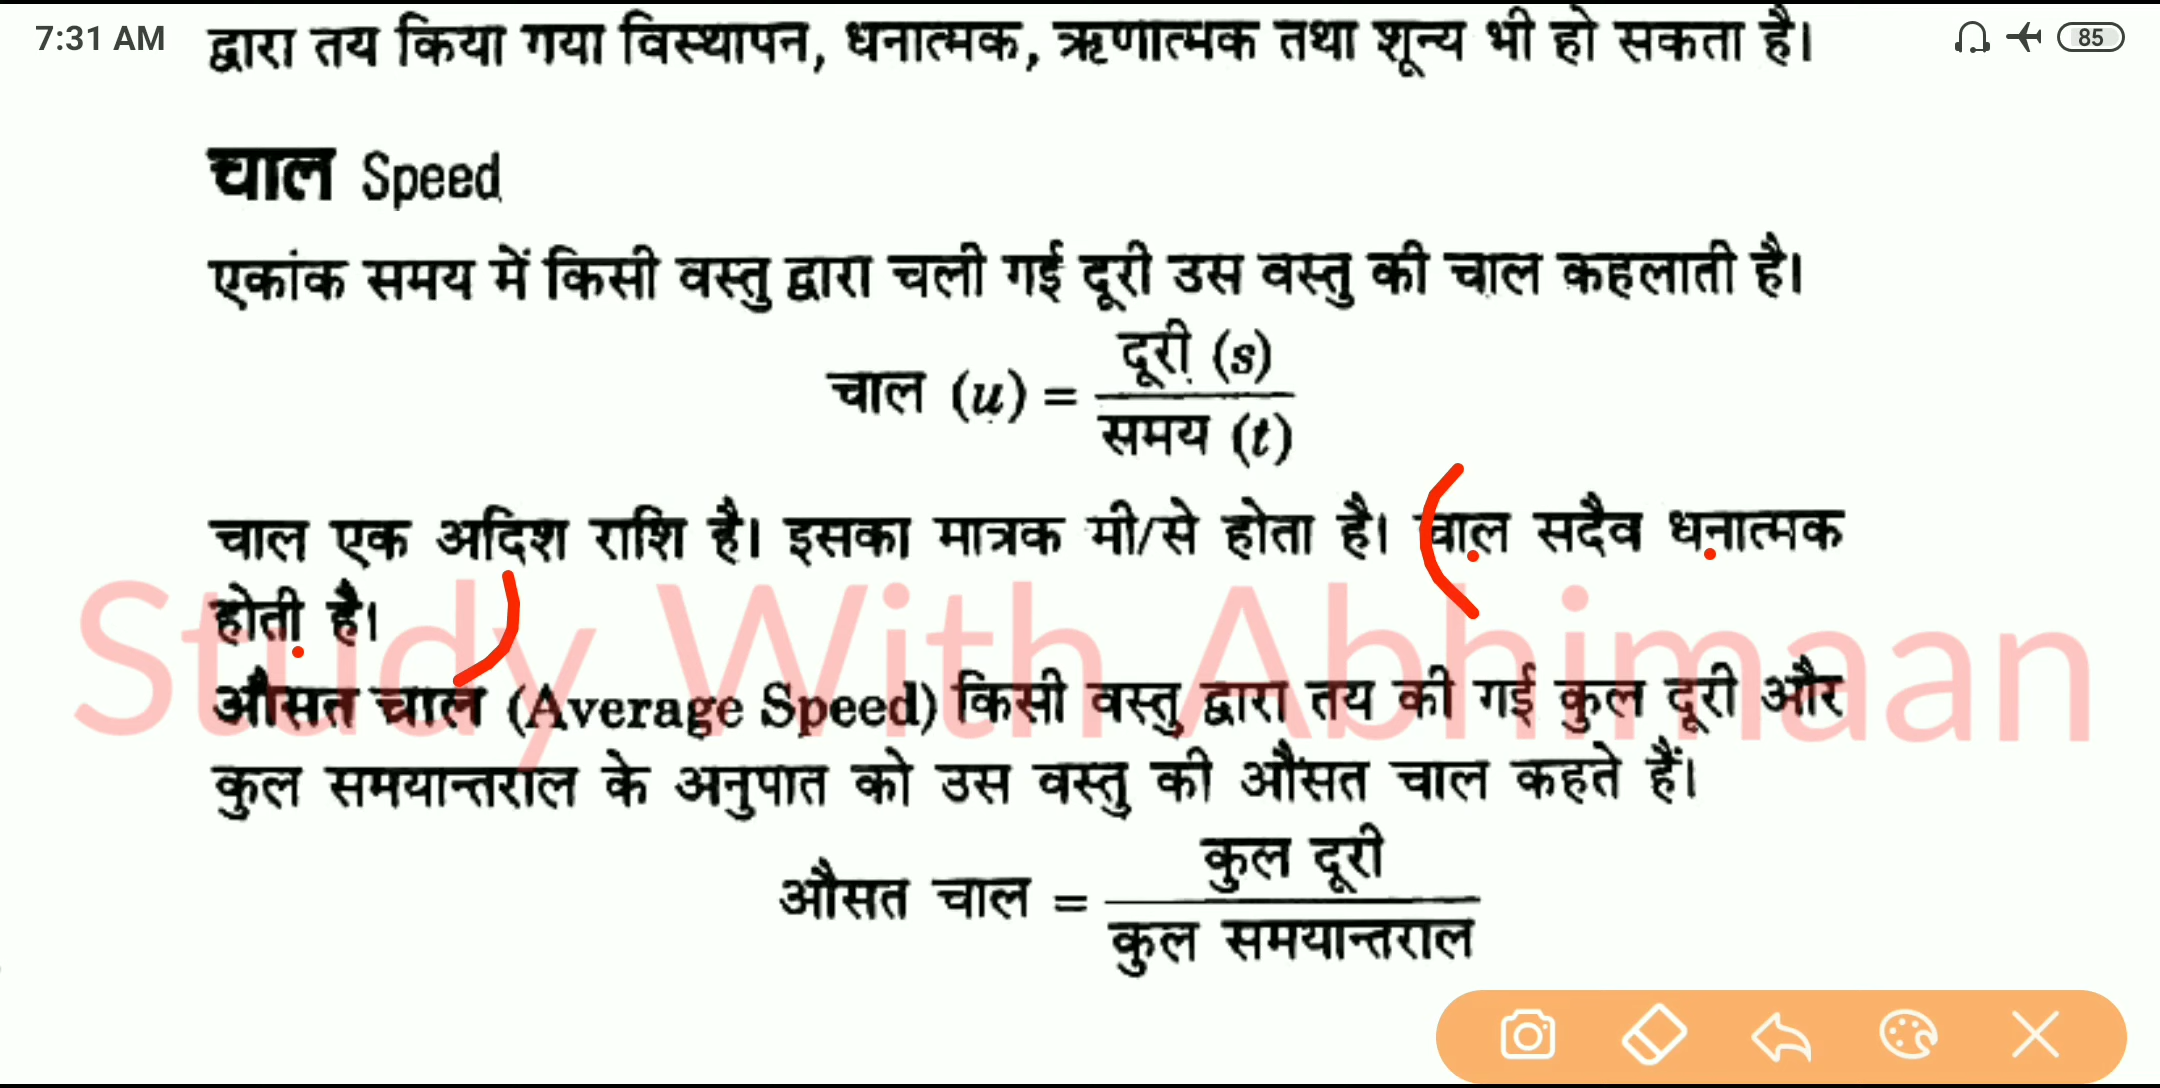 7:31 AM
85
द्वारा तय किया गया विस्थापन, धनात्मक, ऋणात्मक तथा शून्य भी हो सकता है।
चाल Speed
एकांक समय में किसी वस्तु द्वारा चली गई दूरी उस वस्तु की चाल कहलाती है।
चाल (u) = दूरी (s)
समय (t)
चाल एक अदिश राशि है। इसका मात्रक मी/से होता है। चाल सदैव धनात्मक
होती है।
Study With Abhimaan
औसत चाल (Average Speed) किसी वस्तु द्वारा तय की गई कुल दूरी और
कुल समयान्तराल के अनुपात को उस वस्तु की औसत चाल कहते हैं।
औसत चाल = कुल दूरी
कुल समयान्तराल